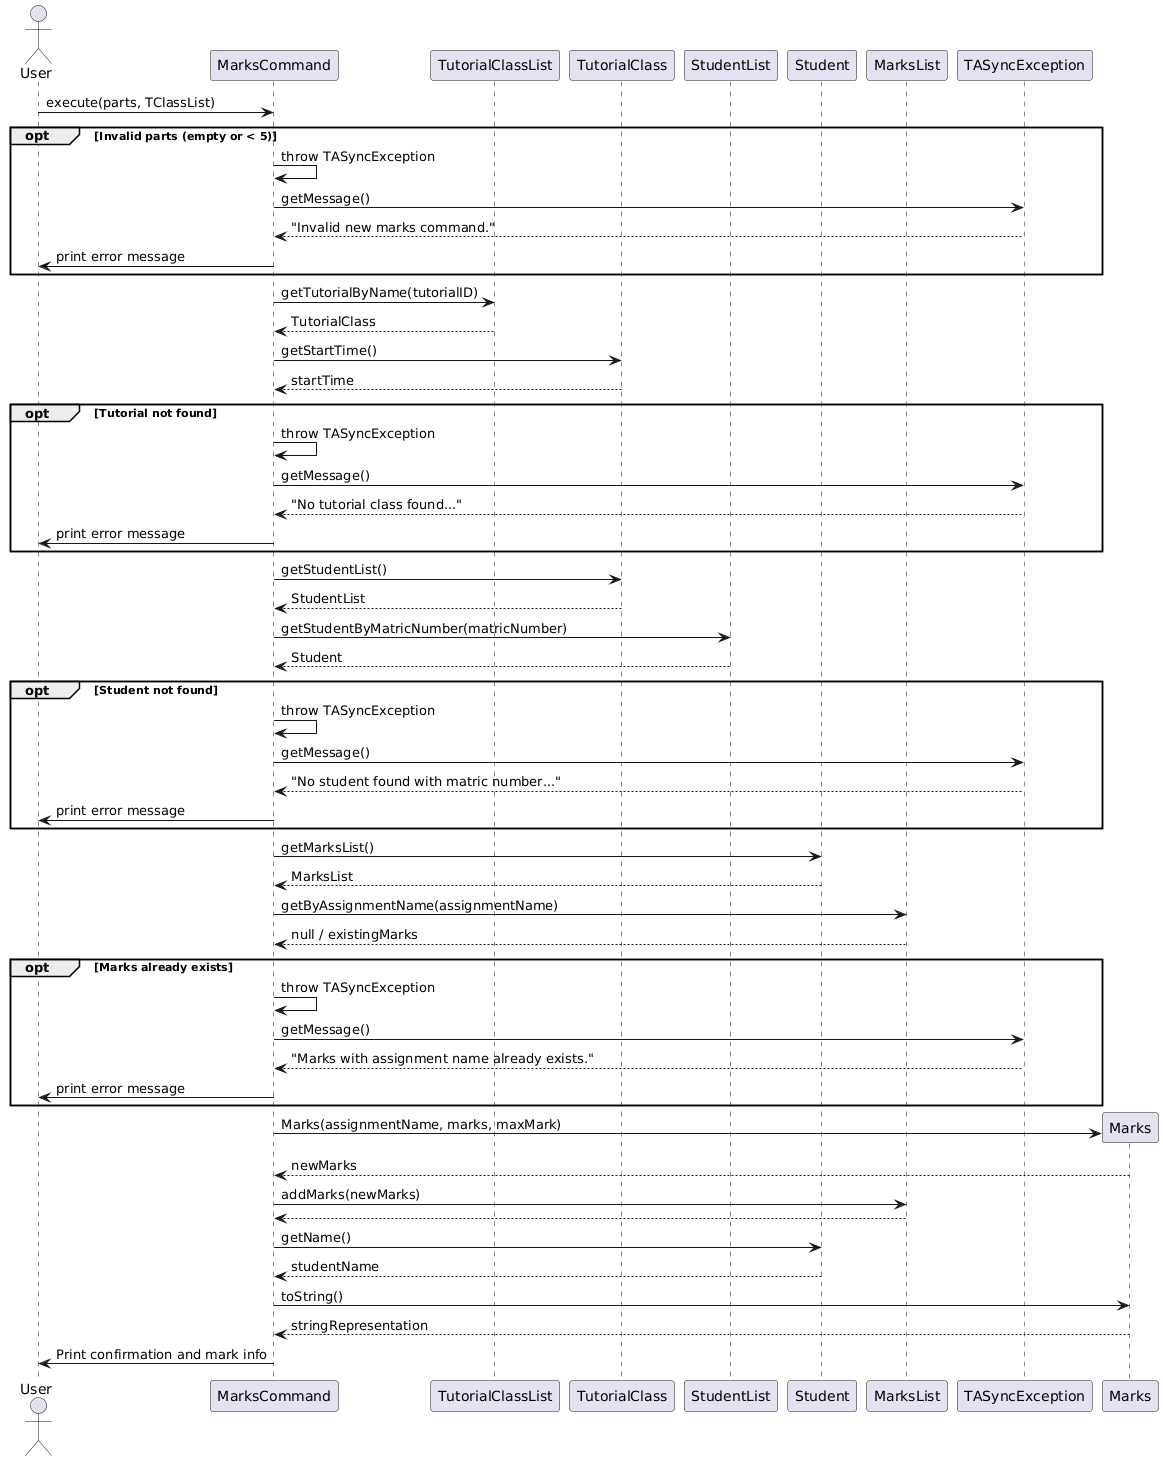 User
MarksCommand
TutorialClassList
TutorialClass
StudentList
Student
MarksList
TASyncException
execute(parts, TClassList)
opt
[Invalid parts (empty or < 5)]
throw TASyncException
getMessage()
"Invalid new marks command."
print error message
getTutorialByName(tutorialID)
TutorialClass
getStartTime()
startTime
opt
[Tutorial not found]
throw TASyncException
getMessage()
"No tutorial class found..."
print error message
getStudentList()
StudentList
getStudentByMatricNumber(matricNumber)
Student
opt
[Student not found]
throw TASyncException
getMessage()
"No student found with matric number..."
print error message
getMarksList()
MarksList
getByAssignmentName(assignmentName)
null / existingMarks
opt
[Marks already exists]
throw TASyncException
getMessage()
"Marks with assignment name already exists."
print error message
Marks(assignmentName, marks, maxMark)
Marks
newMarks
addMarks(newMarks)
getName()
studentName
toString()
stringRepresentation
Print confirmation and mark info
User
MarksCommand
TutorialClassList
TutorialClass
StudentList
Student
MarksList
TASyncException
Marks